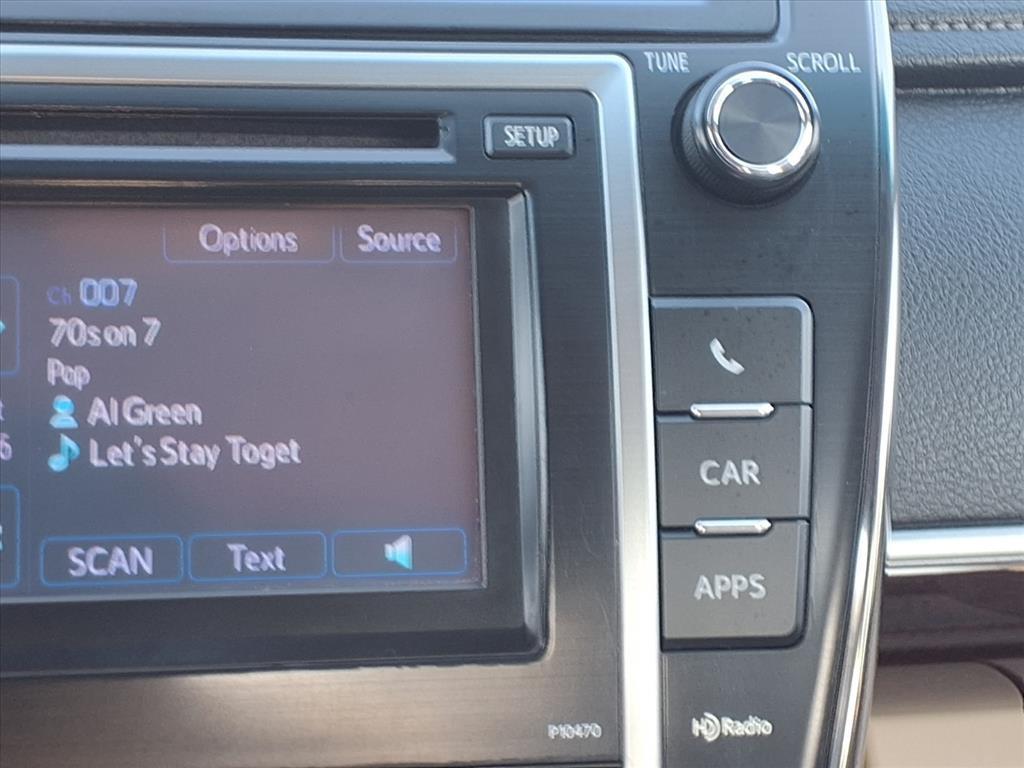 TUNE
SCROLL
SETUP
Options
Source
Ch 007
70s on 7
Pop
Al Green
6
Let's Stay Toget
SCAN
Text
CAR
APPS
P10470
HD Radio